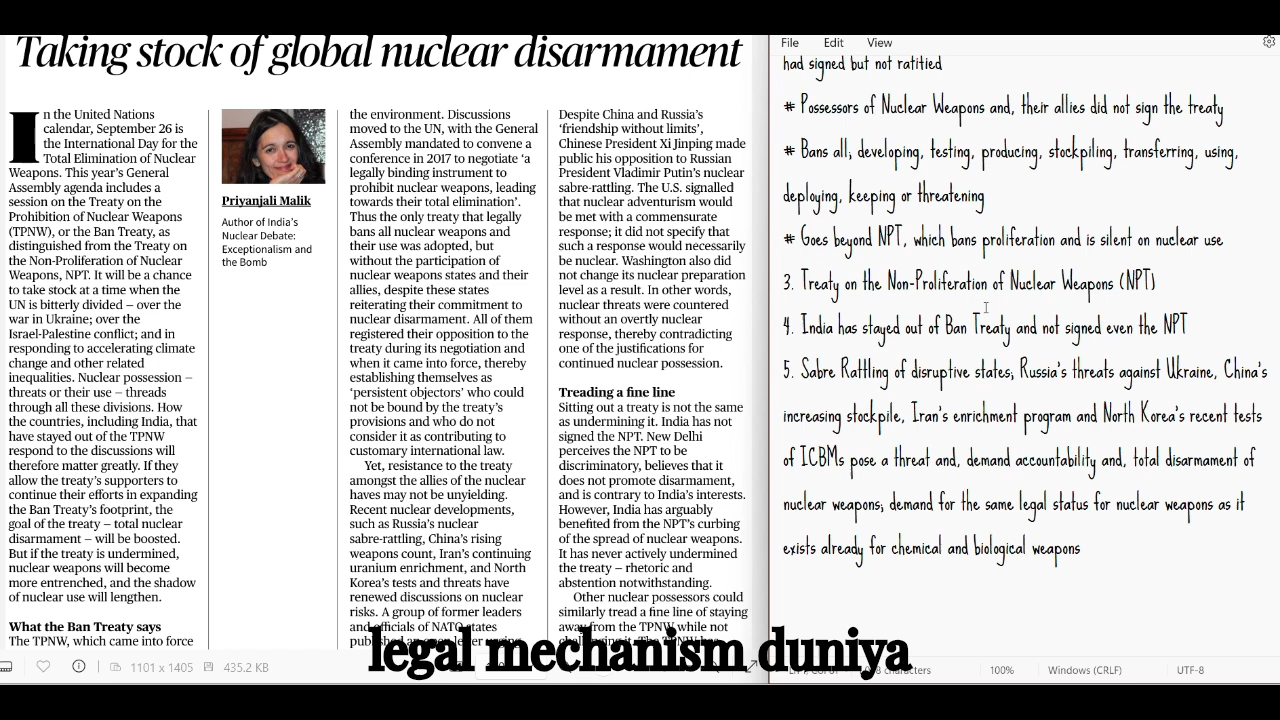 Taking stock of global nuclear disarmament
In the United Nations
calendar, September 26 is
the International Day for the
Total Elimination of Nuclear
Weapons. This year's General
Assembly agenda includes a
session on the Treaty on the
Prohibition of Nuclear Weapons
(TPNW), or the Ban Treaty, as
distinguished from the Treaty on
the Non-Proliferation of Nuclear
Weapons, NPT. It will be a chance
to take stock at a time when the
UN is bitterly divided – over the
war in Ukraine; over the
Israel-Palestine conflict; and in
responding to accelerating climate
change and other related
inequalities. Nuclear possession –
threats or their use – threads
through all these divisions. How
the countries, including India, that
have stayed out of the TPNW
respond to the discussions will
therefore matter greatly. If they
allow the treaty's supporters to
continue their efforts in expanding
the Ban Treaty's footprint, the
goal of the treaty – total nuclear
disarmament – will be boosted.
But if the treaty is undermined,
nuclear weapons will become
more entrenched, and the shadow
of nuclear use will lengthen.
What the Ban Treaty says
The TPNW, which came into force
Priyanjali Malik
Author of India's
Nuclear Debate:
Exceptionalism and
the Bomb
the environment. Discussions
moved to the UN, with the General
Assembly mandated to convene a
conference in 2017 to negotiate 'a
legally binding instrument to
prohibit nuclear weapons, leading
towards their total elimination'.
Thus the only treaty that legally
bans all nuclear weapons and
their use was adopted, but
without the participation of
nuclear weapons states and their
allies, despite these states
reiterating their commitment to
nuclear disarmament. All of them
registered their opposition to the
treaty during its negotiation and
when it came into force, thereby
establishing themselves as
'persistent objectors' who could
not be bound by the treaty's
provisions and who do not
consider it as contributing to
customary international law.
Yet, resistance to the treaty
amongst the allies of the nuclear
haves may not be unyielding.
Recent nuclear developments,
such as Russia's nuclear
sabre-rattling, China's rising
weapons count, Iran's continuing
uranium enrichment, and North
Korea's tests and threats have
renewed discussions on nuclear
risks. A group of former leaders
and officials of NATO states
published an open letter urging
Despite China and Russia's
'friendship without limits',
Chinese President Xi Jinping made
public his opposition to Russian
President Vladimir Putin's nuclear
sabre-rattling. The U.S. signalled
that nuclear adventurism would
be met with a commensurate
response; it did not specify that
such a response would necessarily
be nuclear. Washington also did
not change its nuclear preparation
level as a result. In other words,
nuclear threats were countered
without an overtly nuclear
response, thereby contradicting
one of the justifications for
continued nuclear possession.
Treading a fine line
Sitting out a treaty is not the same
as undermining it. India has not
signed the NPT. New Delhi
perceives the NPT to be
discriminatory, believes that it
does not promote disarmament,
and is contrary to India's interests.
However, India has arguably
benefited from the NPT's curbing
of the spread of nuclear weapons.
It has never actively undermined
the treaty – rhetoric and
abstention notwithstanding.
Other nuclear possessors could
similarly tread a fine line of staying
away from the TPNW while not
1101 x 1405 435.2 KB
File Edit View
had signed but not ratitied
# Possessors of Nuclear Weapons and, their allies did not sign the treaty
# Bans all; developing, testing, producing, stockpiling, transferring, using,
deploying, keeping or threatening
# Goes beyond NPT, which bans proliferation and is silent on nuclear use
3. Treaty on the Non-Proliferation of Nuclear Weapons (NPT)
4. India has stayed out of Ban Treaty and not signed even the NPT
5. Sabre Rattling of disruptive states; Russia's threats against Ukraine, China's
increasing stockpile, Iran's enrichment program and North Korea's recent tests
of ICBMs pose a threat and, demand accountability and, total disarmament of
nuclear weapons; demand for the same legal status for nuclear weapons as it
exists already for chemical and biological weapons
characters 100% Windows (CRLF) UTF-8
legal mechanism duniya